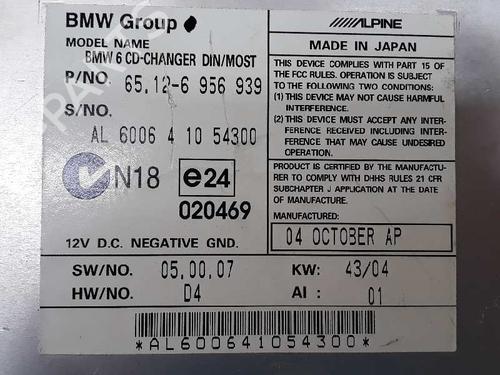 BMW Group
ALPINE
MODEL NAME
BMW 6 CD-CHANGER DIN/MOST
MADE IN JAPAN
P/NO. 65.12-6 956 939
S/NO.
AL 6006 4 10 54300
THIS DEVICE COMPLIES WITH PART 15 OF
THE FCC RULES. OPERATION IS SUBJECT
TO THE FOLLOWING TWO CONDITIONS:
(1) THIS DEVICE MAY NOT CAUSE HARMFUL
INTERFERENCE.
(2) THIS DEVICE MUST ACCEPT ANY INTER-
FERENCE RECEIVED INCLUDING INTER-
FERENCE THAT MAY CAUSE UNDESIRED
OPERATION.
N18
e24
020469
PRODUCT IS CERTIFIED BY THE MANUFACTUR-
ER TO COMPLY WITH DHHS RULES 21 CFR
SUBCHAPTER J APPLICATION AT THE DATE OF
MANUFACTURE.
MANUFACTURED:
04 OCTOBER AP
12V D.C. NEGATIVE GND.
SW/NO. 05.00.07 KW: 43/04
HW/NO. D4 AI: 01
*AL600641054300*